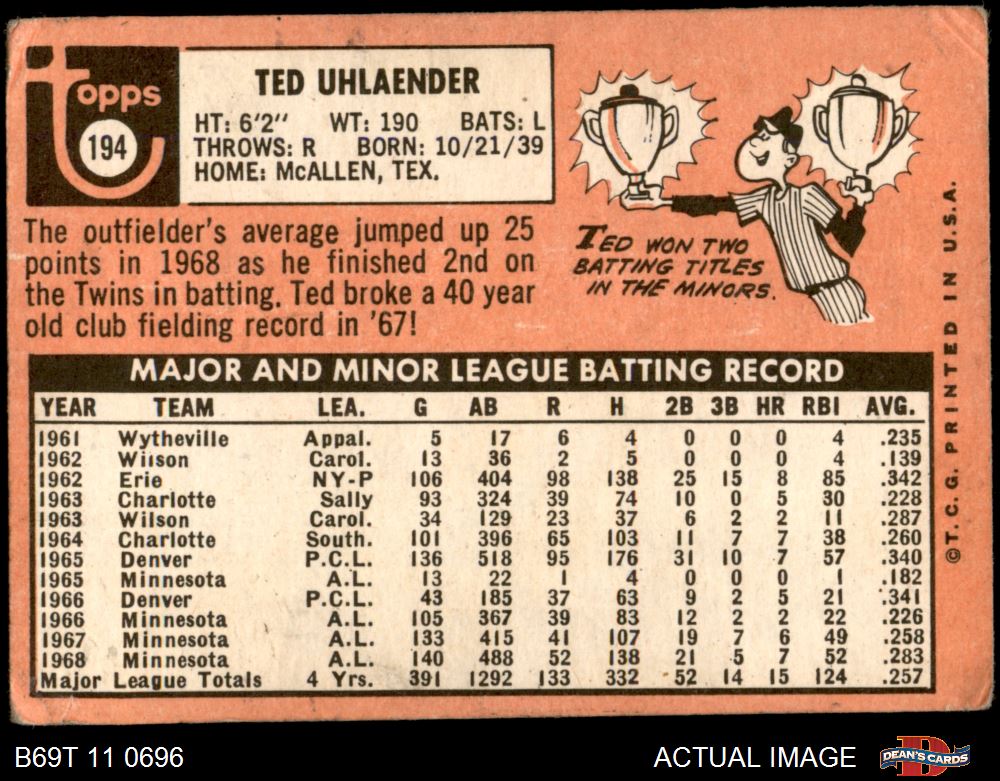 Topps
194
TED UHLAENDER
HT: 6'2" WT: 190 BATS: L
THROWS: R BORN: 10/21/39
HOME: McALLEN, TEX.
The outfielder's average jumped up 25
points in 1968 as he finished 2nd on
the Twins in batting. Ted broke a 40 year
old club fielding record in '67!
TED WON TWO
BATTING TITLES
IN THE MINORS.
©T.C.G. PRINTED IN U.S.A.
MAJOR AND MINOR LEAGUE BATTING RECORD
YEAR TEAM LEA. G AB R H 2B 3B HR RBI AVG.
1961 Wytheville Appal. 5 17 6 4 0 0 0 4 .235
1962 Wilson Carol. 13 36 2 5 0 0 0 4 .139
1962 Erie NY-P 106 404 98 138 25 15 8 85 .342
1963 Charlotte Sally 93 324 39 74 10 0 5 30 .228
1963 Wilson Carol. 34 129 23 37 6 2 2 11 .287
1964 Charlotte South. 101 396 65 103 11 7 7 38 .260
1965 Denver P.C.L. 136 518 95 176 31 10 7 57 .340
1965 Minnesota A.L. 13 22 1 4 0 0 0 1 .182
1966 Denver P.C.L. 43 185 37 63 9 2 5 21 .341
1966 Minnesota A.L. 105 367 39 83 12 2 2 22 .226
1967 Minnesota A.L. 133 415 41 107 19 7 6 49 .258
1968 Minnesota A.L. 140 488 52 138 21 5 7 52 .283
Major League Totals 4 Yrs. 391 1292 133 332 52 14 15 124 .257
B69T 11 0696
ACTUAL IMAGE
DEAN'S CARDS